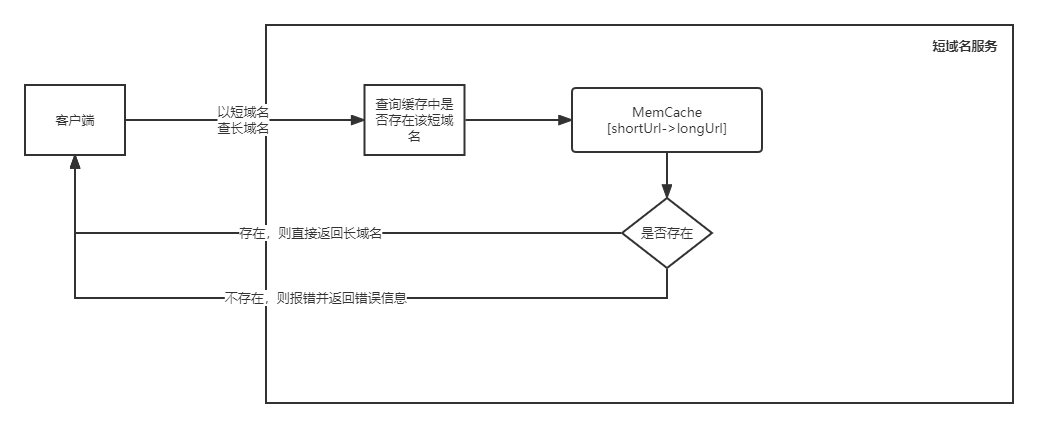 短域名服务
客户端
以短域名
查长域名
查询缓存中是
否存在该短域
名
MemCache
[shortUrl->longUrl]
是否存在
存在，则直接返回长域名
不存在，则报错并返回错误信息